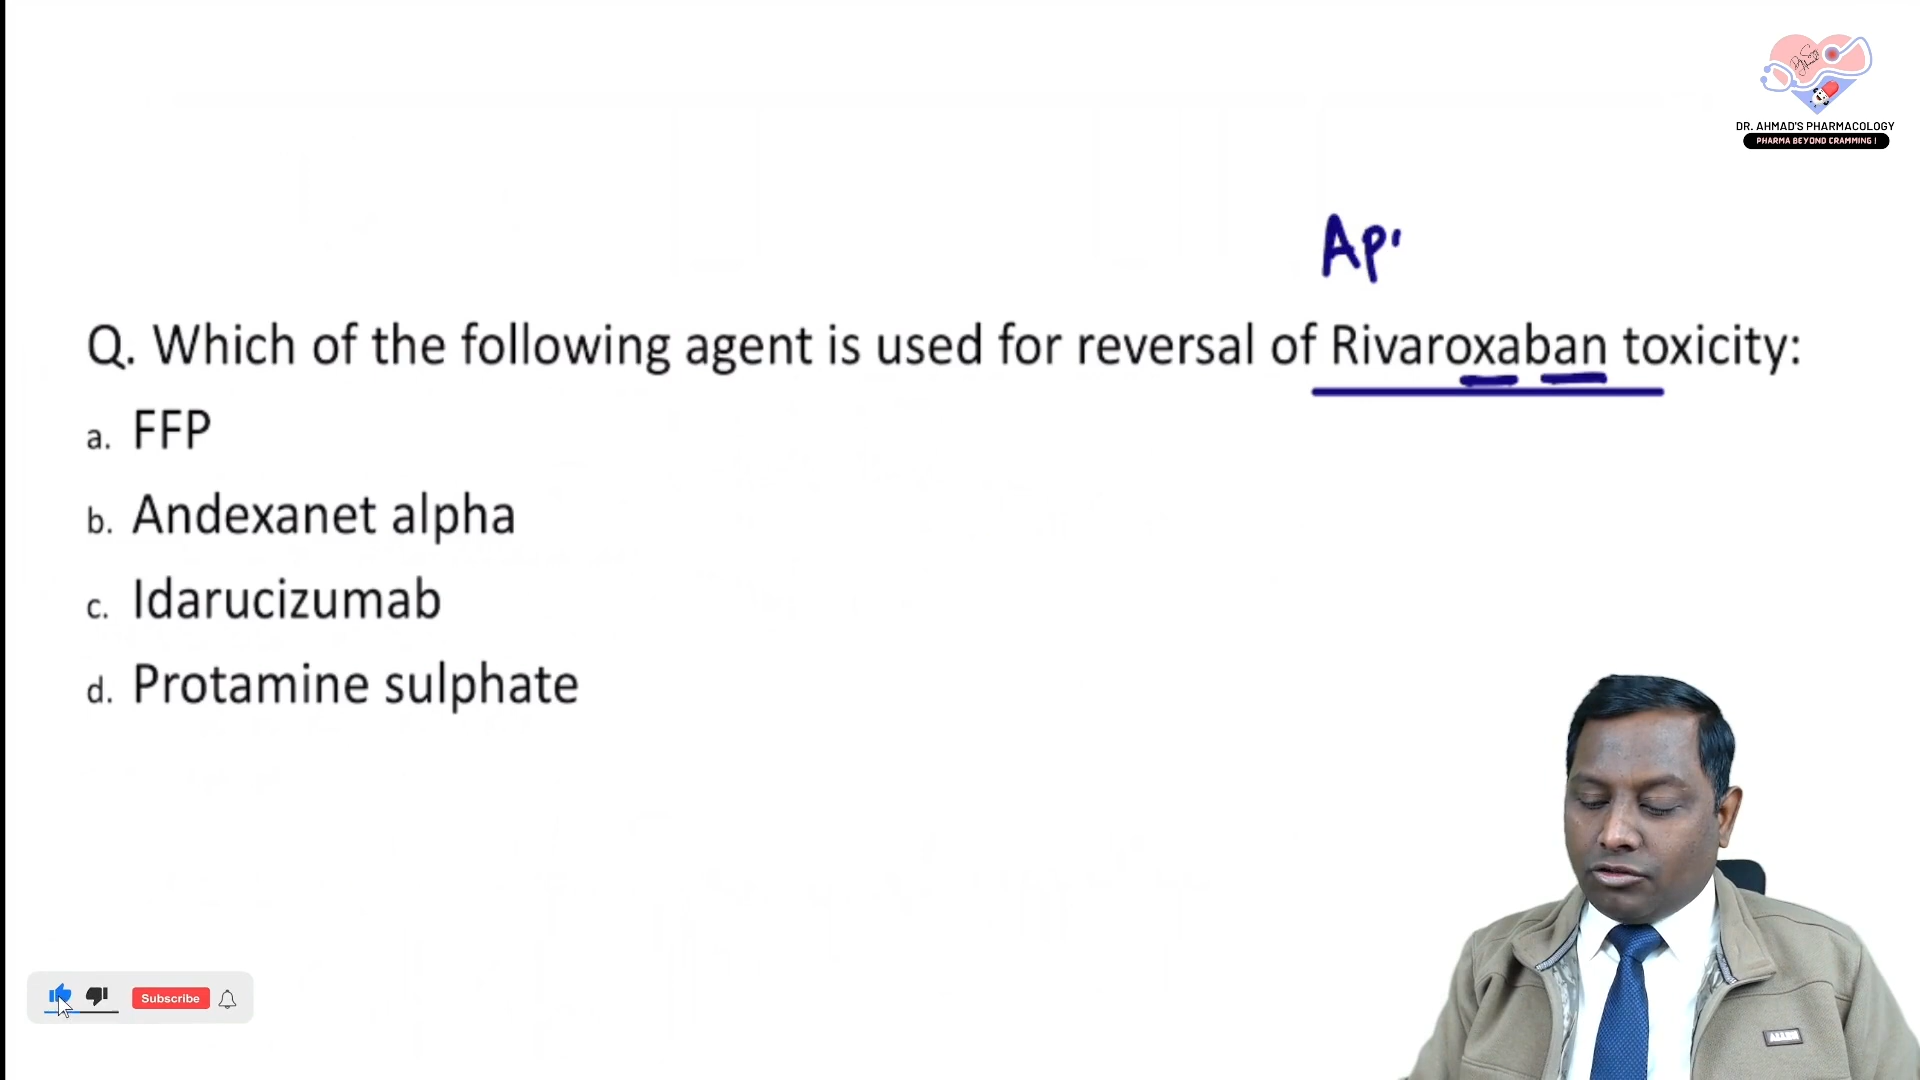 DR. AHMAD'S PHARMACOLOGY
PHARMA BEYOND CRAMMING !
Q. Which of the following agent is used for reversal of Rivaroxaban toxicity:
a. FFP
b. Andexanet alpha
c. Idarucizumab
d. Protamine sulphate
Subscribe